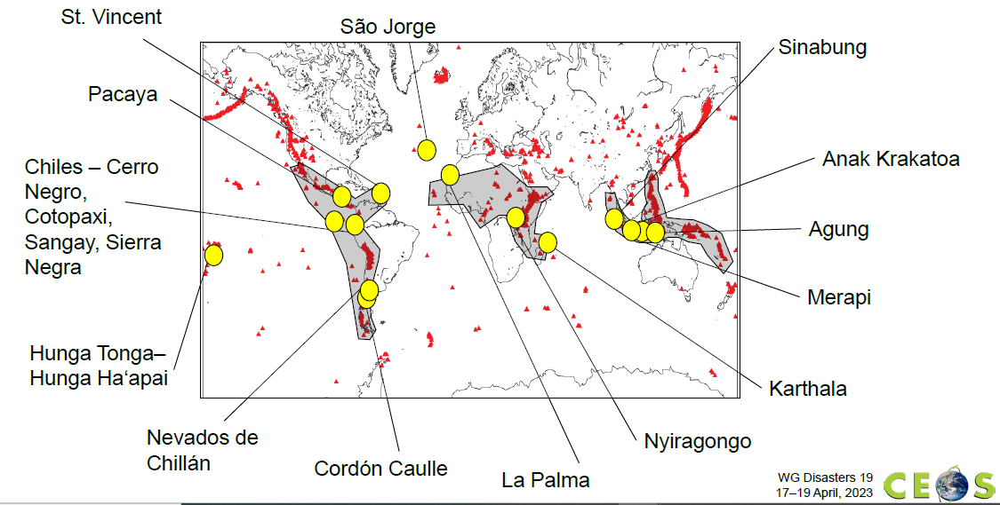 St. Vincent
São Jorge
Sinabung
Pacaya
Anak Krakatoa
Chiles – Cerro
Negro,
Cotopaxi,
Sangay, Sierra
Negra
Agung
Merapi
Hunga Tonga–
Hunga Ha‘apai
Karthala
Nevados de
Chillán
Nyiragongo
Cordón Caulle
La Palma
WG Disasters 19
17–19 April, 2023
CEOS